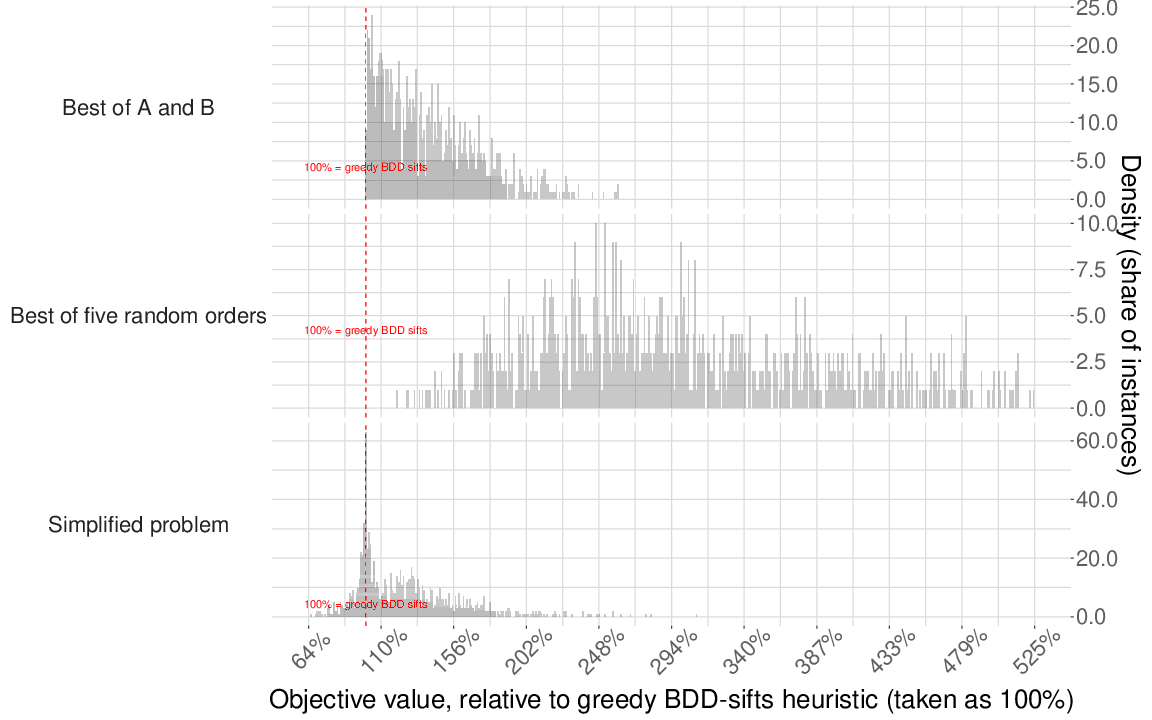 25.0
20.0
15.0
10.0
5.0
0.0
Best of A and B
100% = greedy BDD sifts
10.0
7.5
5.0
2.5
0.0
Best of five random orders
100% = greedy BDD sifts
60.0
40.0
20.0
0.0
Simplified problem
100% = greedy BDD sifts
Density (share of instances)
64% 110% 156% 202% 248% 294% 340% 387% 433% 479% 525%
Objective value, relative to greedy BDD-sifts heuristic (taken as 100%)